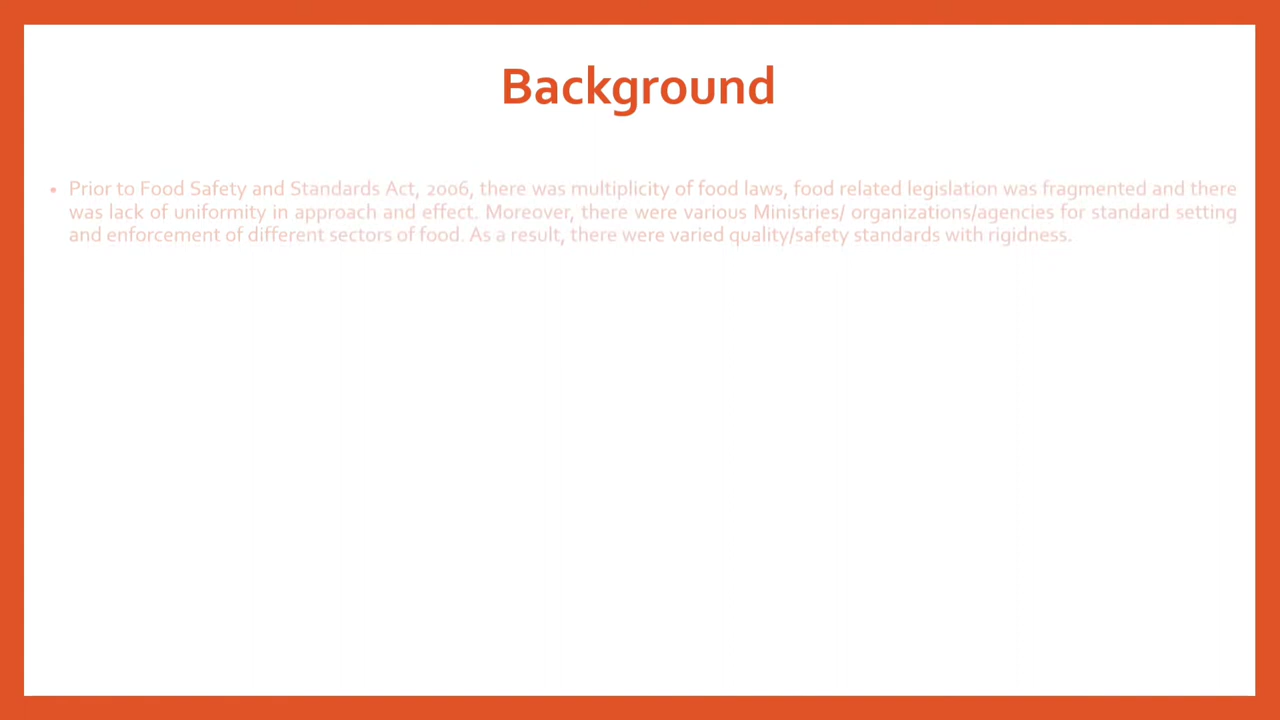 Background
• Prior to Food Safety and Standards Act, 2006, there was multiplicity of food laws, food related legislation was fragmented and there
was lack of uniformity in approach and effect. Moreover, there were various Ministries/ organizations/agencies for standard setting
and enforcement of different sectors of food. As a result, there were varied quality/safety standards with rigidness.